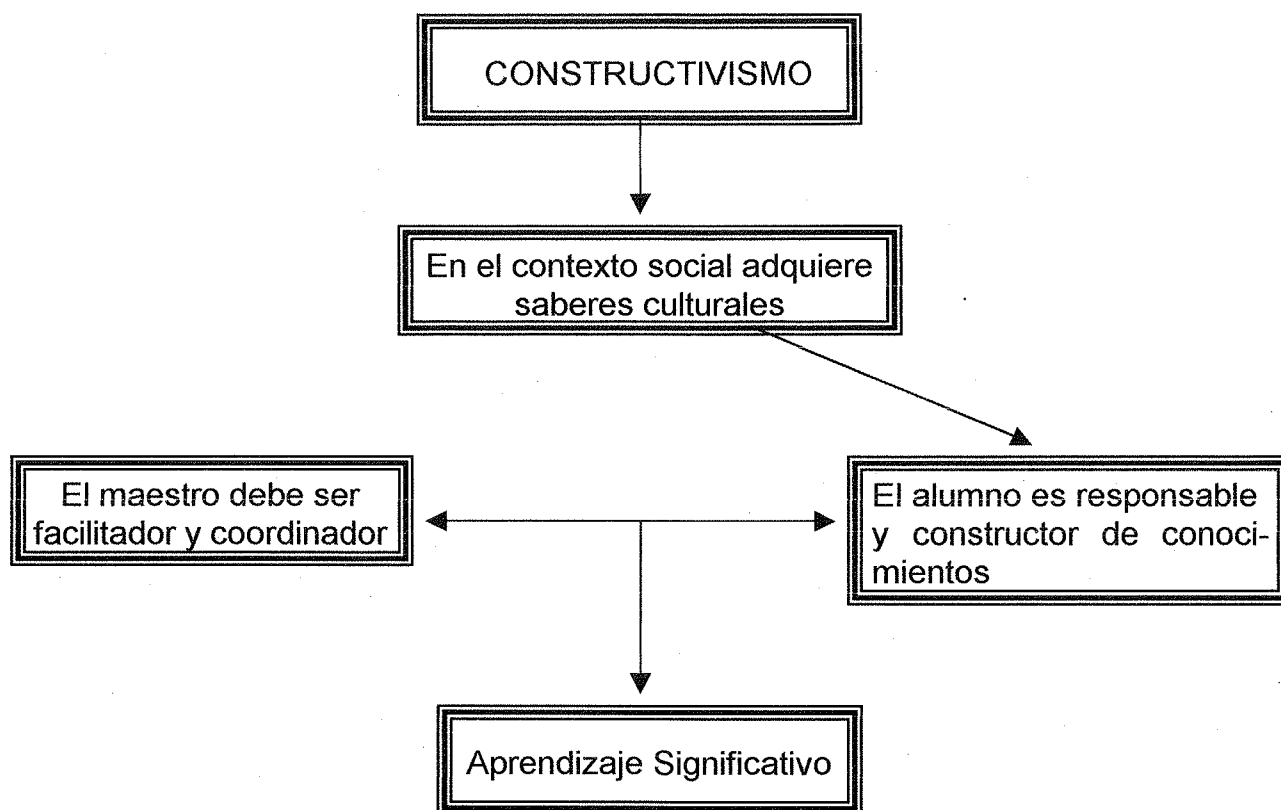 CONSTRUCTIVISMO
En el contexto social adquiere
saberes culturales
El maestro debe ser
facilitador y coordinador
El alumno es responsable
y constructor de conoci-
mientos
Aprendizaje Significativo